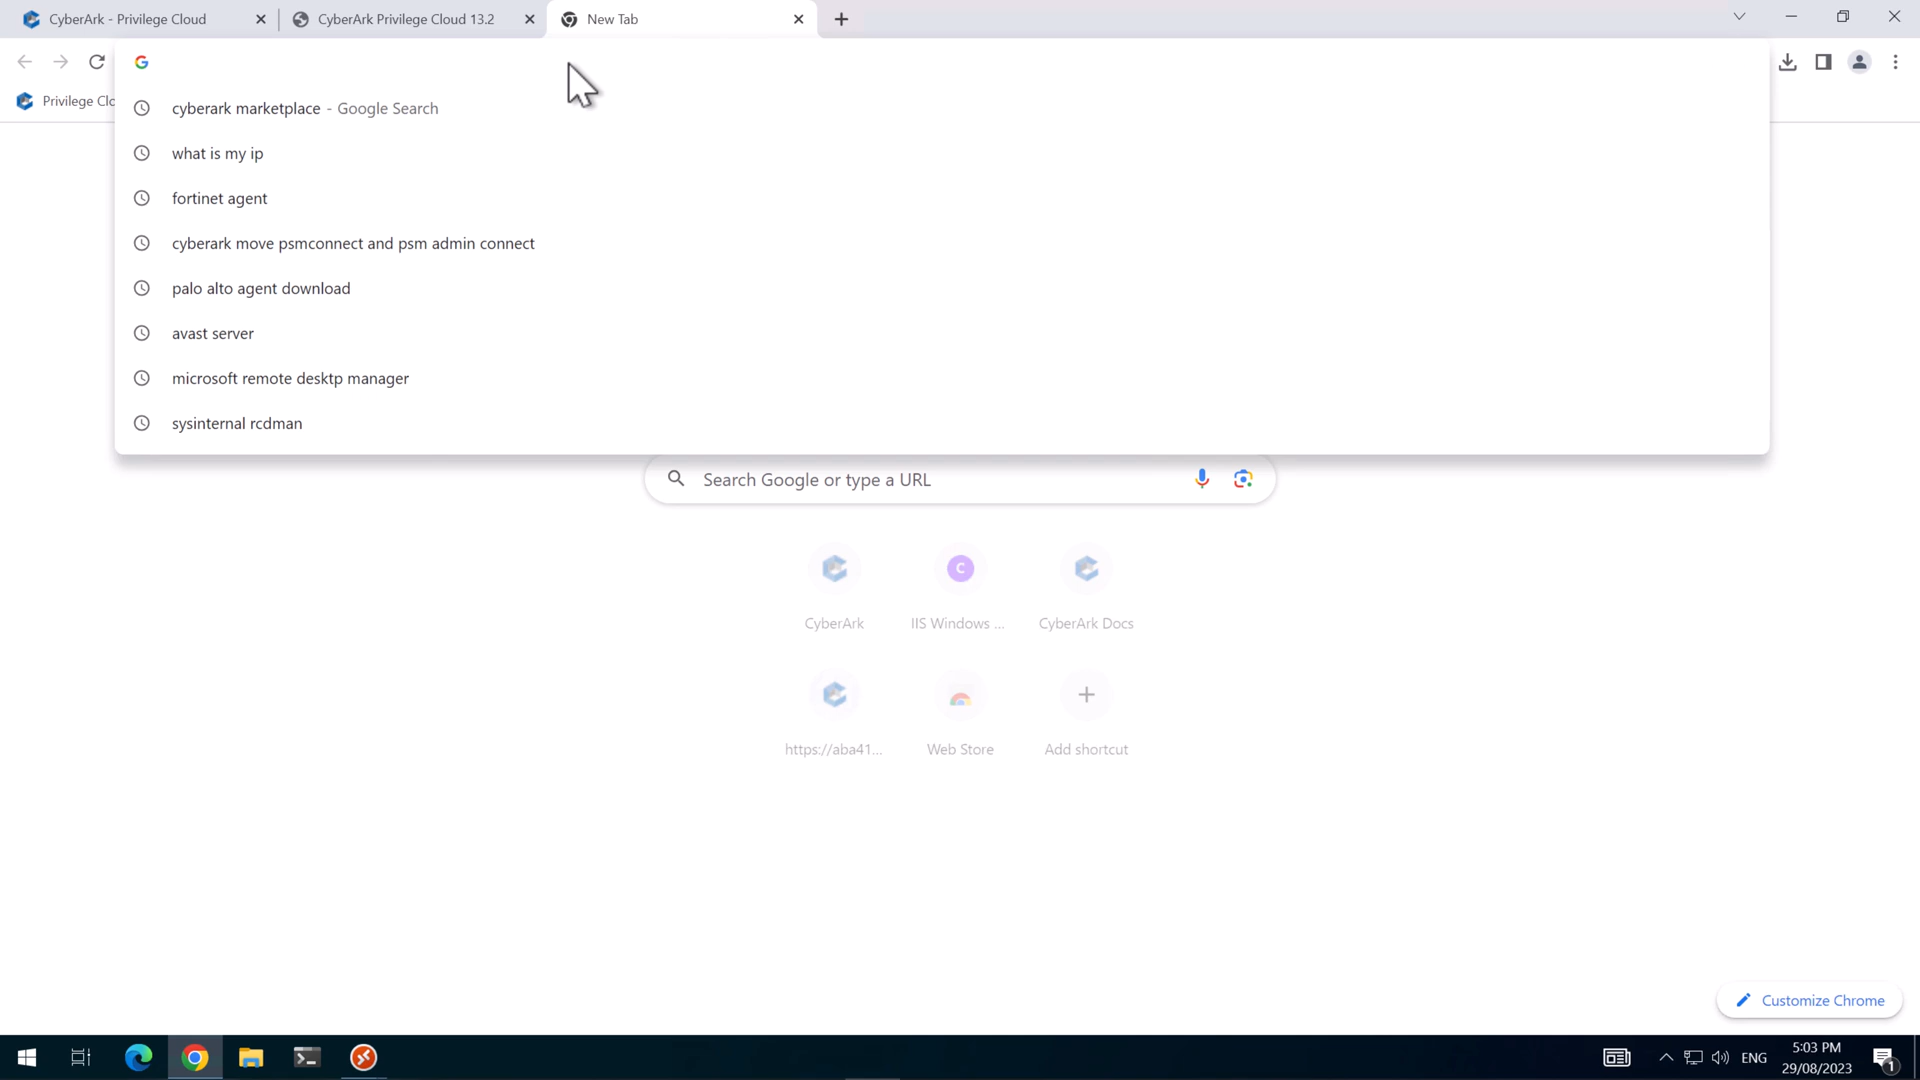 CyberArk - Privilege Cloud
CyberArk Privilege Cloud 13.2
New Tab
Privilege Clo
cyberark marketplace - Google Search
what is my ip
fortinet agent
cyberark move psmconnect and psm admin connect
palo alto agent download
avast server
microsoft remote desktp manager
sysinternal rcdman
Search Google or type a URL
C
CyberArk
IIS Windows ...
CyberArk Docs
https://aba41...
Web Store
Add shortcut
Customize Chrome
ENG
5:03 PM
29/08/2023
1